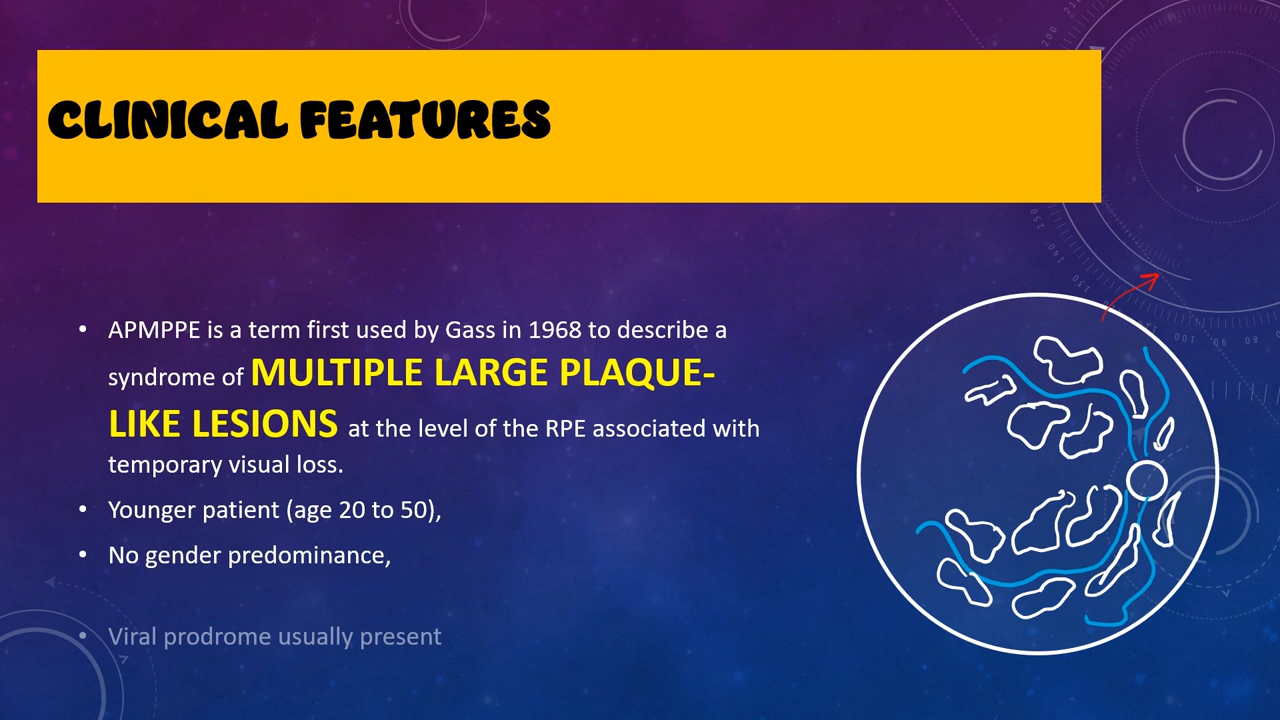 CLINICAL FEATURES
• APMPPE is a term first used by Gass in 1968 to describe a
syndrome of MULTIPLE LARGE PLAQUE-
LIKE LESIONS at the level of the RPE associated with
temporary visual loss.
• Younger patient (age 20 to 50),
• No gender predominance,
• Viral prodrome usually present